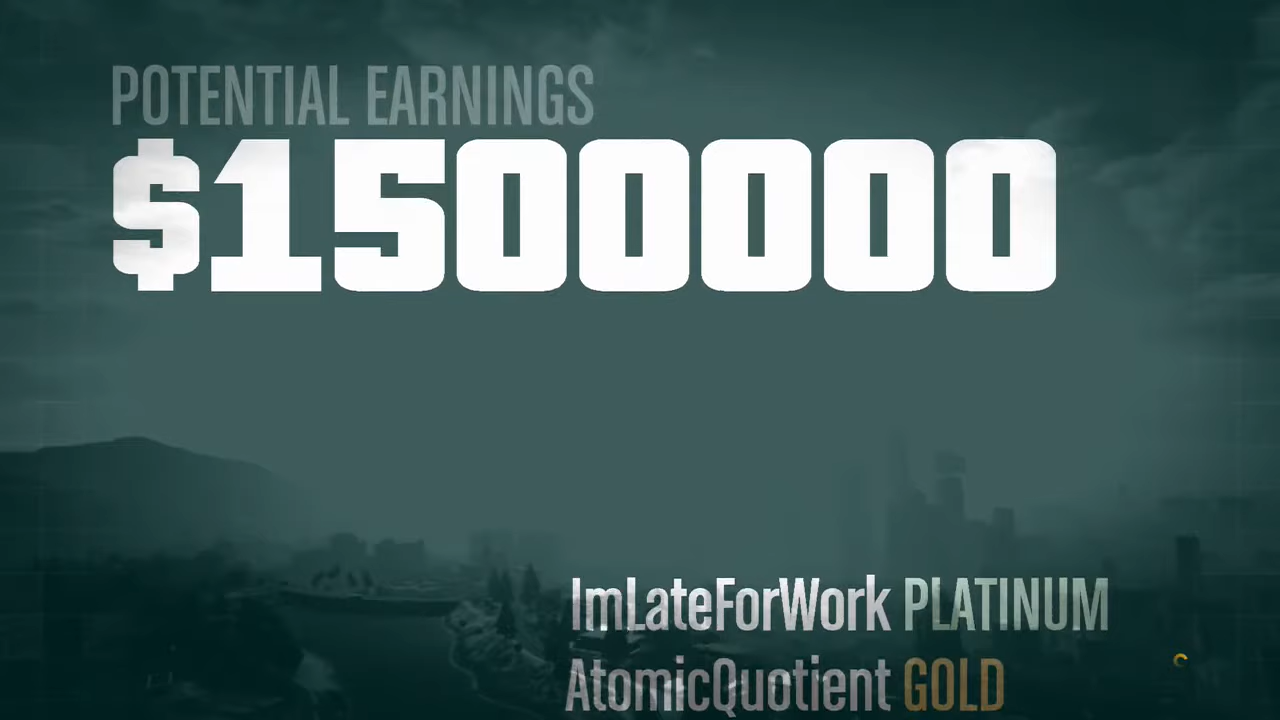 POTENTIAL EARNINGS
$1500000
ImLateForWork PLATINUM
AtomicQuotient GOLD